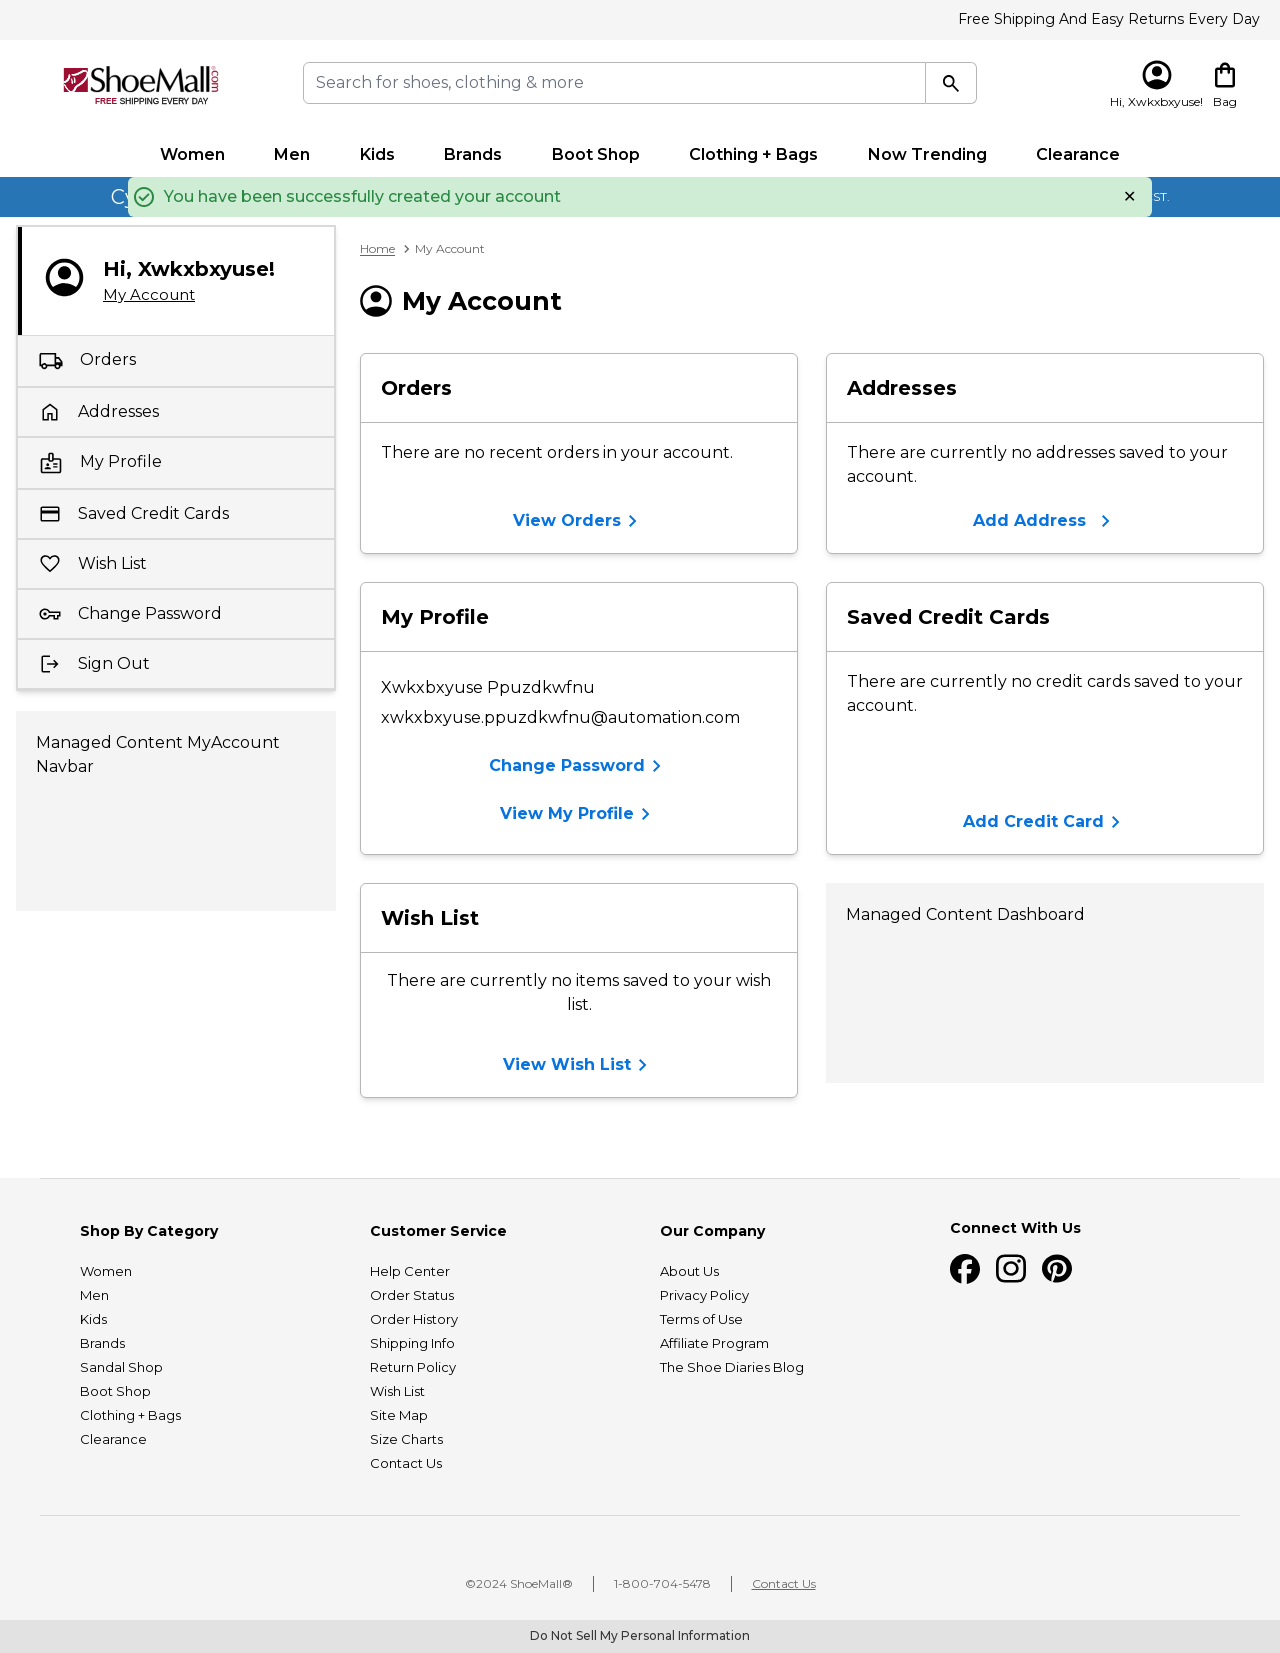 Free Shipping And Easy Returns Every Day
ShoeMall.com
FREE SHIPPING EVERY DAY
Search for shoes, clothing & more
Hi, Xwkxbxyuse!
Bag
Women
Men
Kids
Brands
Boot Shop
Clothing + Bags
Now Trending
Clearance
You have been successfully created your account
✕
ST.
Hi, Xwkxbxyuse!
My Account
Orders
Addresses
My Profile
Saved Credit Cards
Wish List
Change Password
Sign Out
Managed Content MyAccount
Navbar
Home > My Account
My Account
Orders
There are no recent orders in your account.
View Orders
Addresses
There are currently no addresses saved to your
account.
Add Address
My Profile
Xwkxbxyuse Ppuzdkwfnu
xwkxbxyuse.ppuzdkwfnu@automation.com
Change Password
View My Profile
Saved Credit Cards
There are currently no credit cards saved to your
account.
Add Credit Card
Wish List
There are currently no items saved to your wish
list.
View Wish List
Managed Content Dashboard
Shop By Category
Women
Men
Kids
Brands
Sandal Shop
Boot Shop
Clothing + Bags
Clearance
Customer Service
Help Center
Order Status
Order History
Shipping Info
Return Policy
Wish List
Site Map
Size Charts
Contact Us
Our Company
About Us
Privacy Policy
Terms of Use
Affiliate Program
The Shoe Diaries Blog
Connect With Us
©2024 ShoeMall®
1-800-704-5478
Contact Us
Do Not Sell My Personal Information